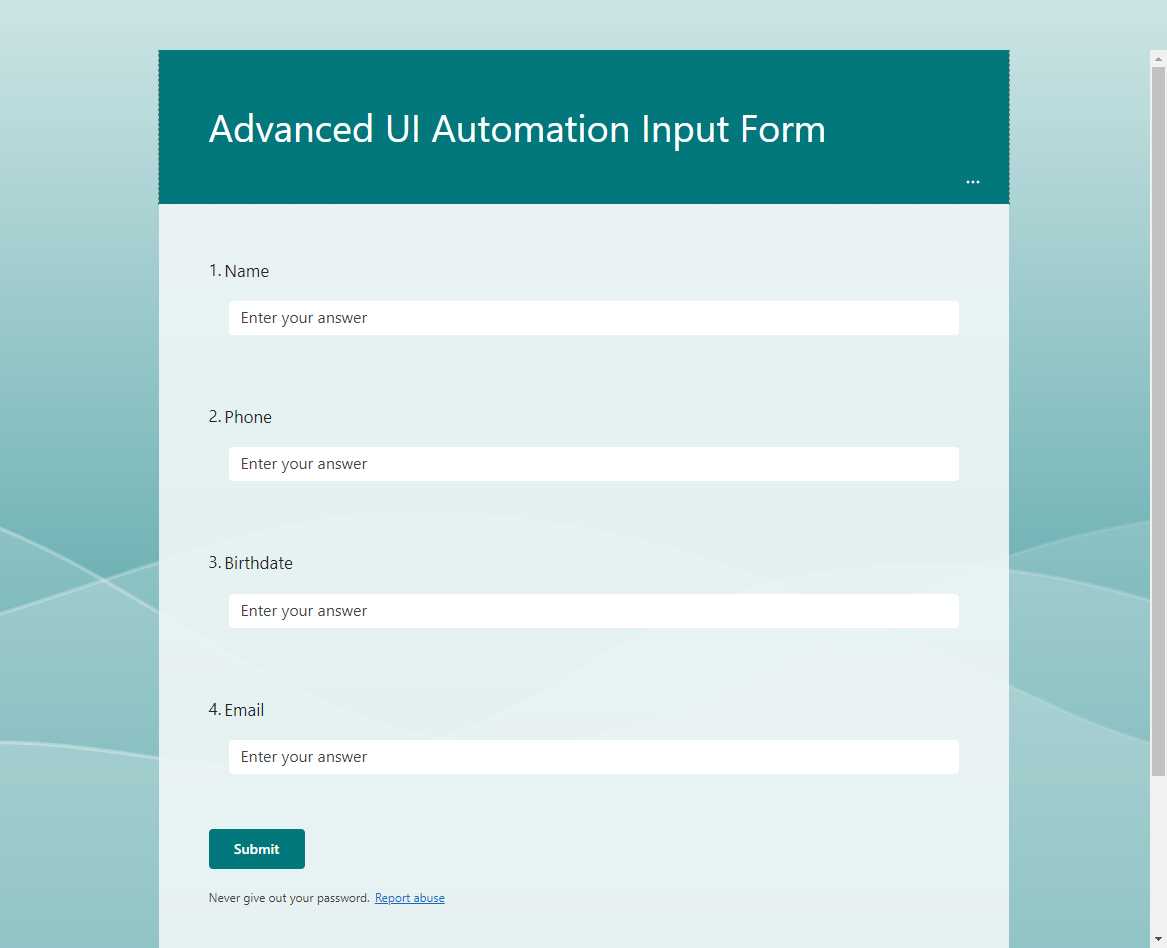 Advanced UI Automation Input Form
...
1. Name
Enter your answer
2. Phone
Enter your answer
3. Birthdate
Enter your answer
4. Email
Enter your answer
Submit
Never give out your password. Report abuse